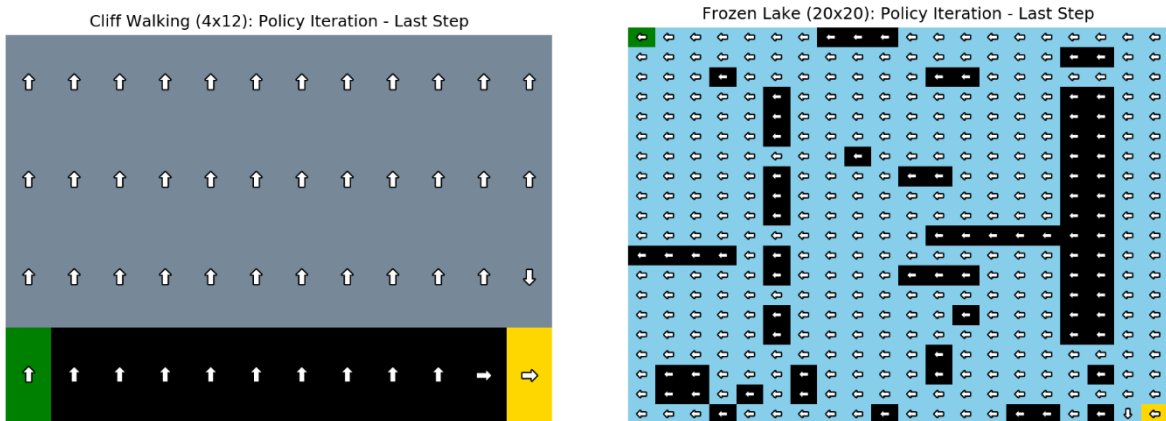 Cliff Walking (4x12): Policy Iteration - Last Step
Frozen Lake (20x20): Policy Iteration - Last Step